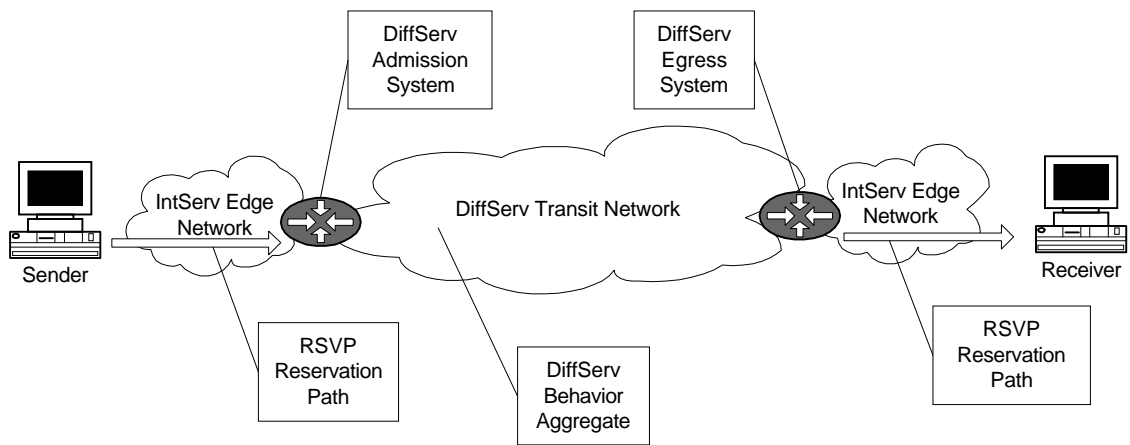 DiffServ
Admission
System
DiffServ
Egress
System
Sender
IntServ Edge
Network
DiffServ Transit Network
IntServ Edge
Network
Receiver
RSVP
Reservation
Path
DiffServ
Behavior
Aggregate
RSVP
Reservation
Path